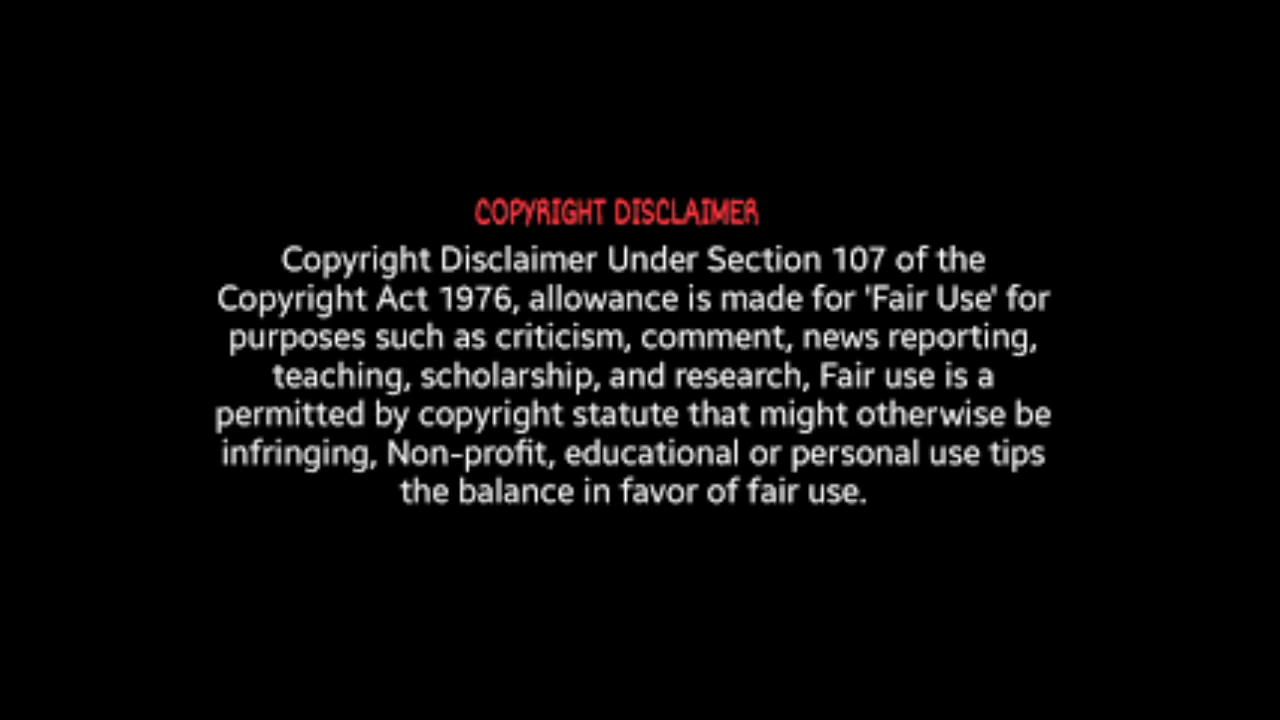 COPYRIGHT DISCLAIMER
Copyright Disclaimer Under Section 107 of the
Copyright Act 1976, allowance is made for 'Fair Use' for
purposes such as criticism, comment, news reporting,
teaching, scholarship, and research, Fair use is a
permitted by copyright statute that might otherwise be
infringing, Non-profit, educational or personal use tips
the balance in favor of fair use.